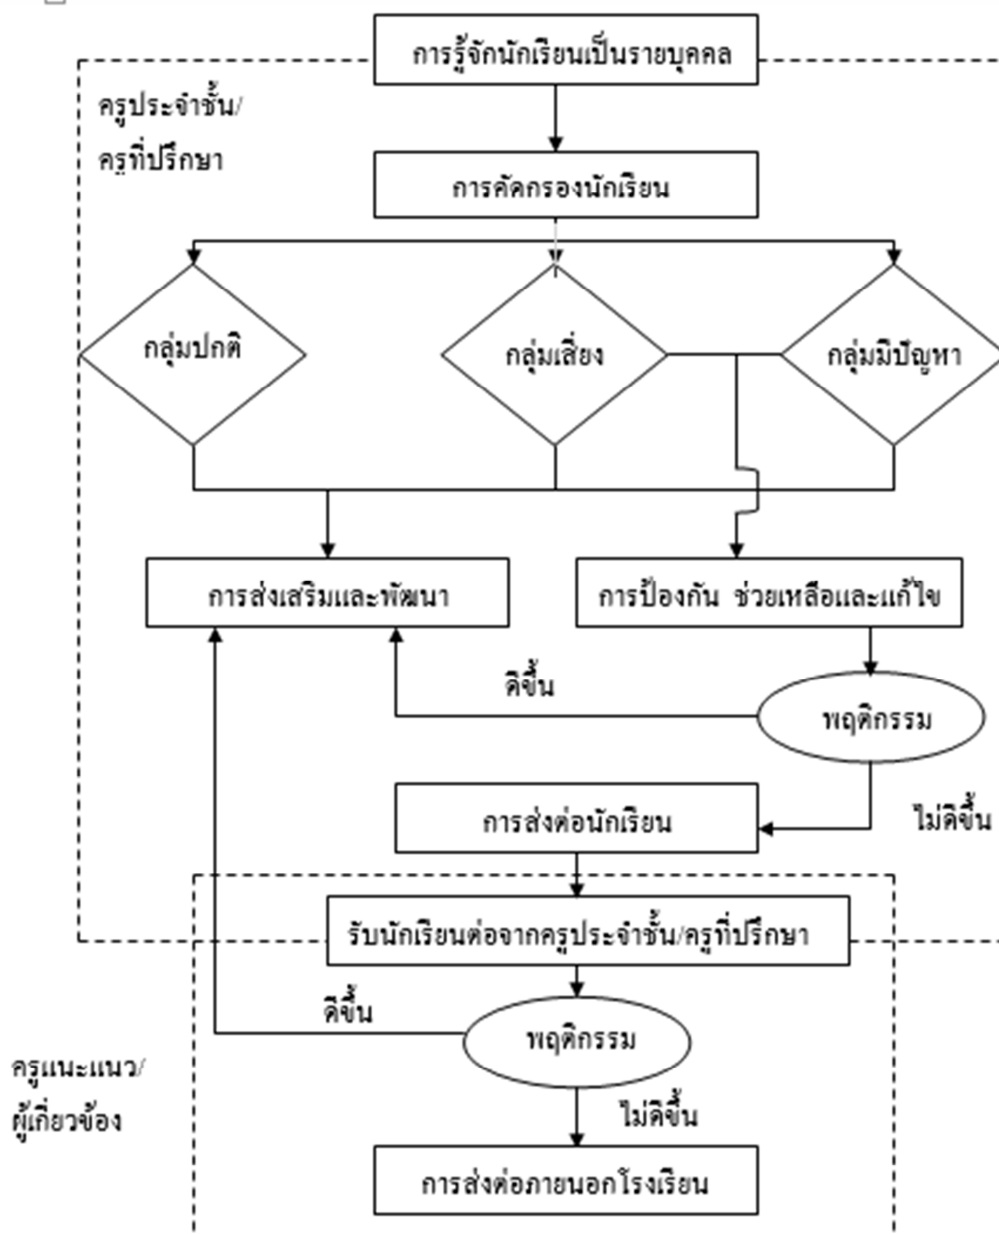 การรู้จักนักเรียนเป็นรายบุคคล
ครูประจำชั้น/
ครูที่ปรึกษา
การคัดกรองนักเรียน
กลุ่มปกติ
กลุ่มเสี่ยง
กลุ่มมีปัญหา
การส่งเสริมและพัฒนา
การป้องกัน ช่วยเหลือและแก้ไข
ดีขึ้น
พฤติกรรม
การส่งต่อนักเรียน
ไม่ดีขึ้น
รับนักเรียนต่อจากครูประจำชั้น/ครูที่ปรึกษา
ดีขึ้น
พฤติกรรม
ครูแนะแนว/
ผู้เกี่ยวข้อง
ไม่ดีขึ้น
การส่งต่อภายนอกโรงเรียน